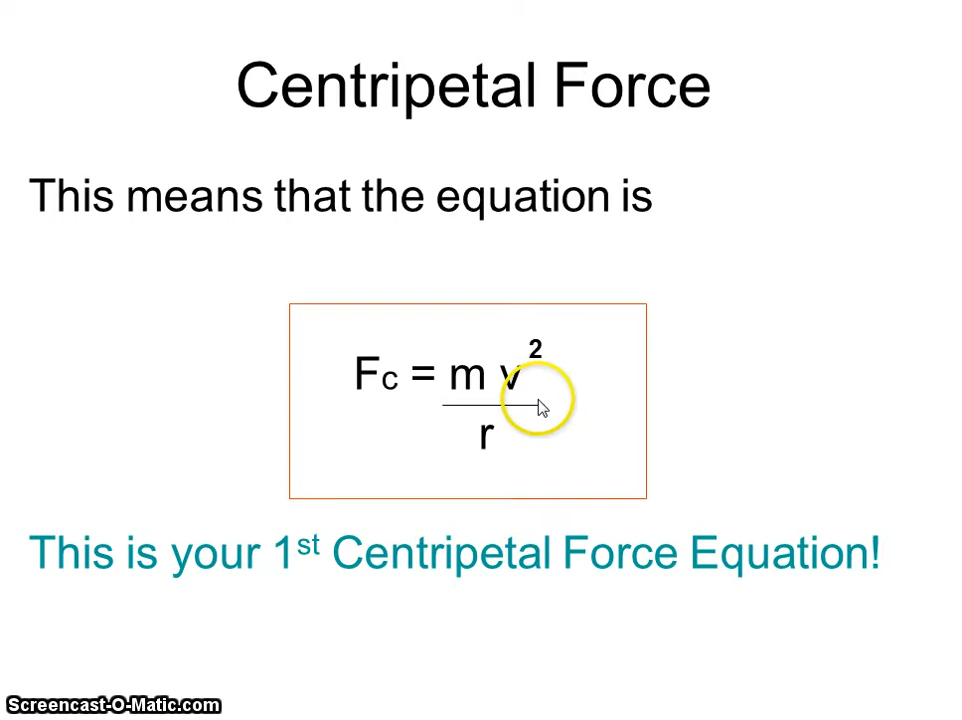 Centripetal Force
This means that the equation is
2
Fc = m v
r
This is your 1st Centripetal Force Equation!
Screencast-O-Matic.com